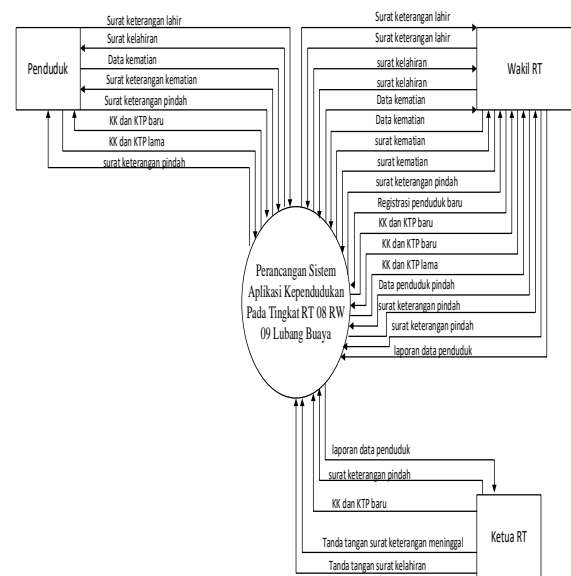 Surat keterangan lahir
Surat kelahiran
Data kematian
Surat keterangan kematian
Surat keterangan pindah
KK dan KTP baru
KK dan KTP lama
surat keterangan pindah
Penduduk
Surat keterangan lahir
Surat keterangan lahir
surat kelahiran
surat kelahiran
Data kematian
Data kematian
surat kematian
surat kematian
surat keterangan pindah
Registrasi penduduk baru
KK dan KTP baru
KK dan KTP baru
KK dan KTP lama
Data penduduk pindah
surat keterangan pindah
surat keterangan pindah
laporan data penduduk
Wakil RT
Perancangan Sistem
Aplikasi Kependudukan
Pada Tingkat RT 08 RW
09 Lubang Buaya
laporan data penduduk
surat keterangan pindah
KK dan KTP baru
Tanda tangan surat keterangan meninggal
Tanda tangan surat kelahiran
Ketua RT